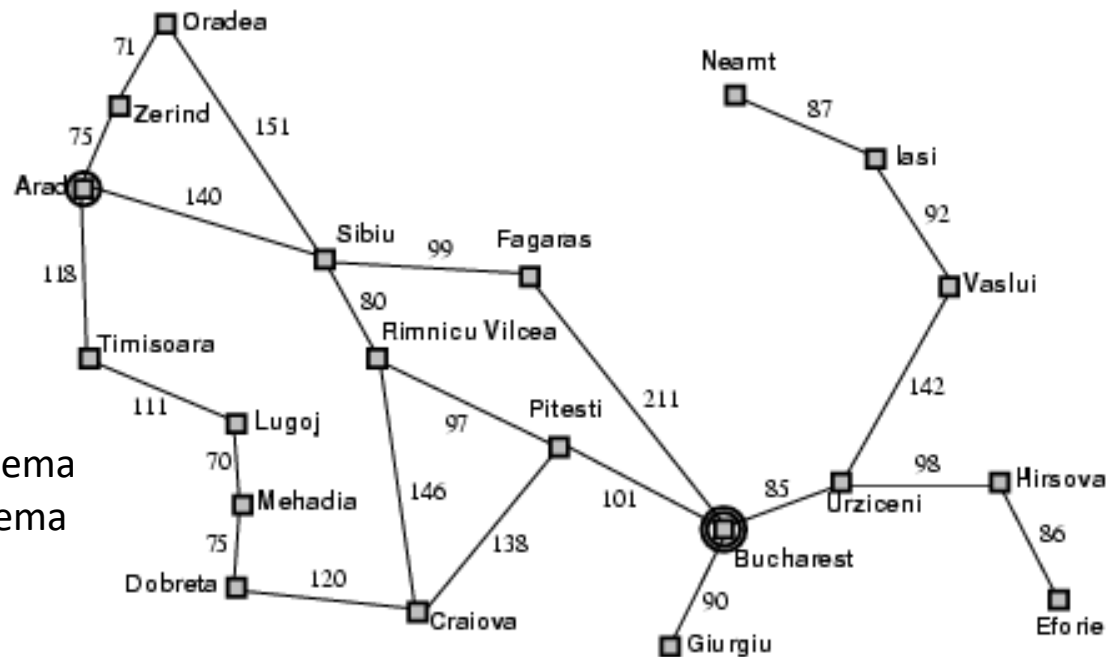 Oradea
71
Neamt
Zerind
87
75
151
Iasi
Arad
140
92
Sibiu
99
Fagaras
118
80
Vaslui
Timisoara
Rimnicu Vilcea
142
111
Pitesti
211
Lugoj
97
70
ema
98
Hirsova
Mehadia
146
101
85
Urziceni
ema
75
138
86
Bucharest
Dobreta
120
90
Craiova
Eforie
Giurgiu